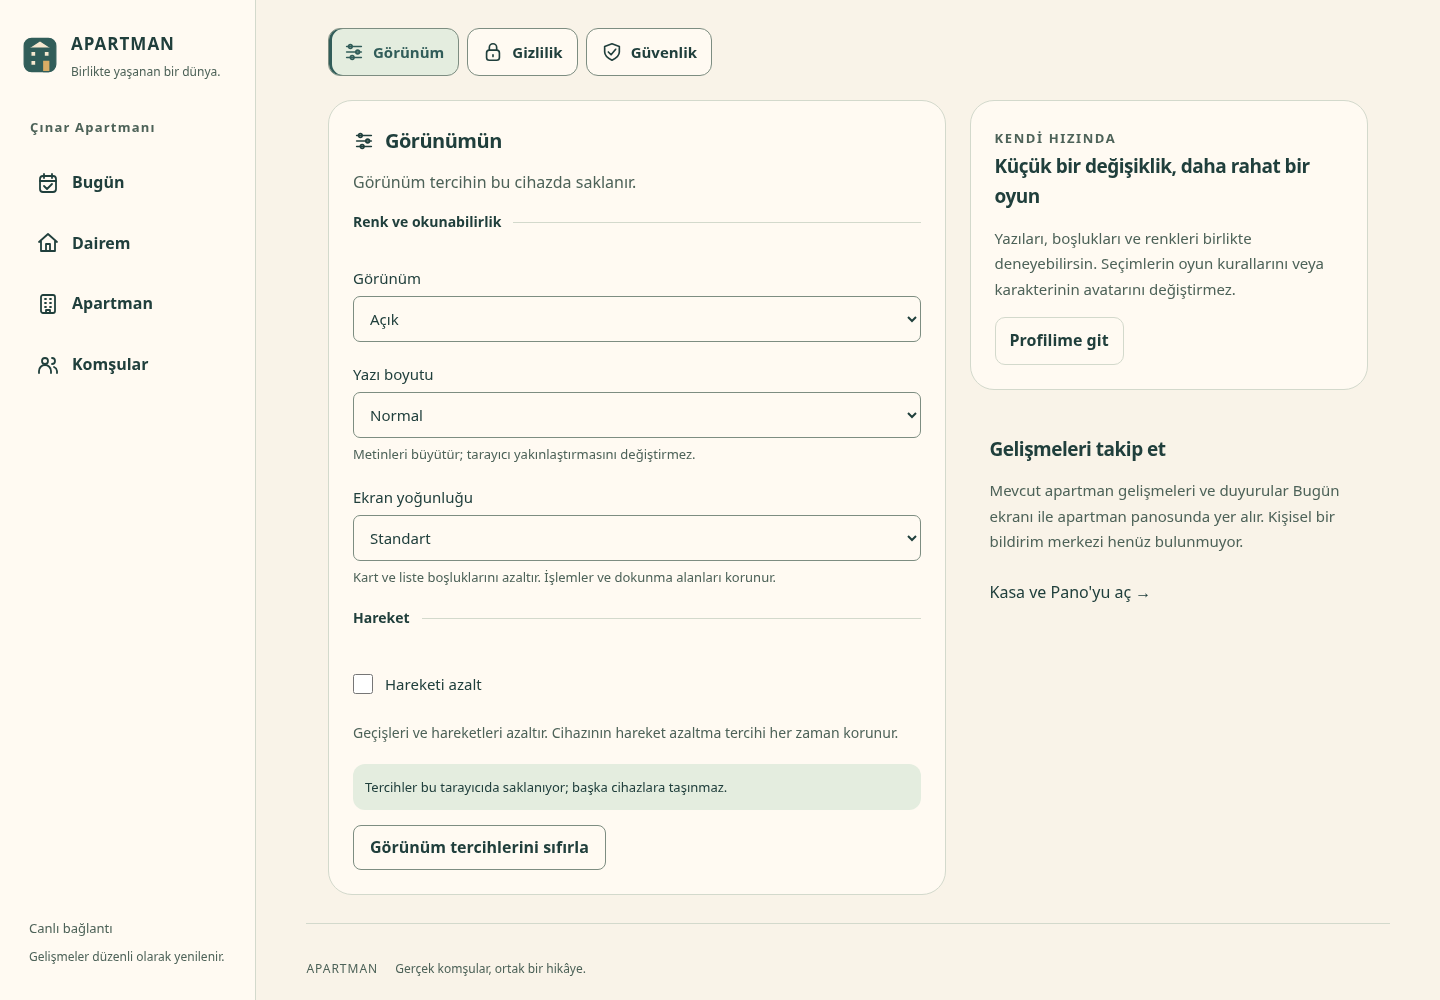 APARTMAN
Birlikte yaşanan bir dünya.
Çınar Apartmanı
Bugün
Dairem
Apartman
Komşular
Canlı bağlantı
Gelişmeler düzenli olarak yenilenir.
Görünüm
Gizlilik
Güvenlik
Görünümün
Görünüm tercihin bu cihazda saklanır.
Renk ve okunabilirlik
Görünüm
Açık
Yazı boyutu
Normal
Metinleri büyütür; tarayıcı yakınlaştırmasını değiştirmez.
Ekran yoğunluğu
Standart
Kart ve liste boşluklarını azaltır. İşlemler ve dokunma alanları korunur.
Hareket
Hareketi azalt
Geçişleri ve hareketleri azaltır. Cihazının hareket azaltma tercihi her zaman korunur.
Tercihler bu tarayıcıda saklanıyor; başka cihazlara taşınmaz.
Görünüm tercihlerini sıfırla
KENDİ HIZINDA
Küçük bir değişiklik, daha rahat bir
oyun
Yazıları, boşlukları ve renkleri birlikte
deneyebilirsin. Seçimlerin oyun kurallarını veya
karakterinin avatarını değiştirmez.
Profilime git
Gelişmeleri takip et
Mevcut apartman gelişmeleri ve duyurular Bugün
ekranı ile apartman panosunda yer alır. Kişisel bir
bildirim merkezi henüz bulunmuyor.
Kasa ve Pano'yu aç →
APARTMAN Gerçek komşular, ortak bir hikâye.